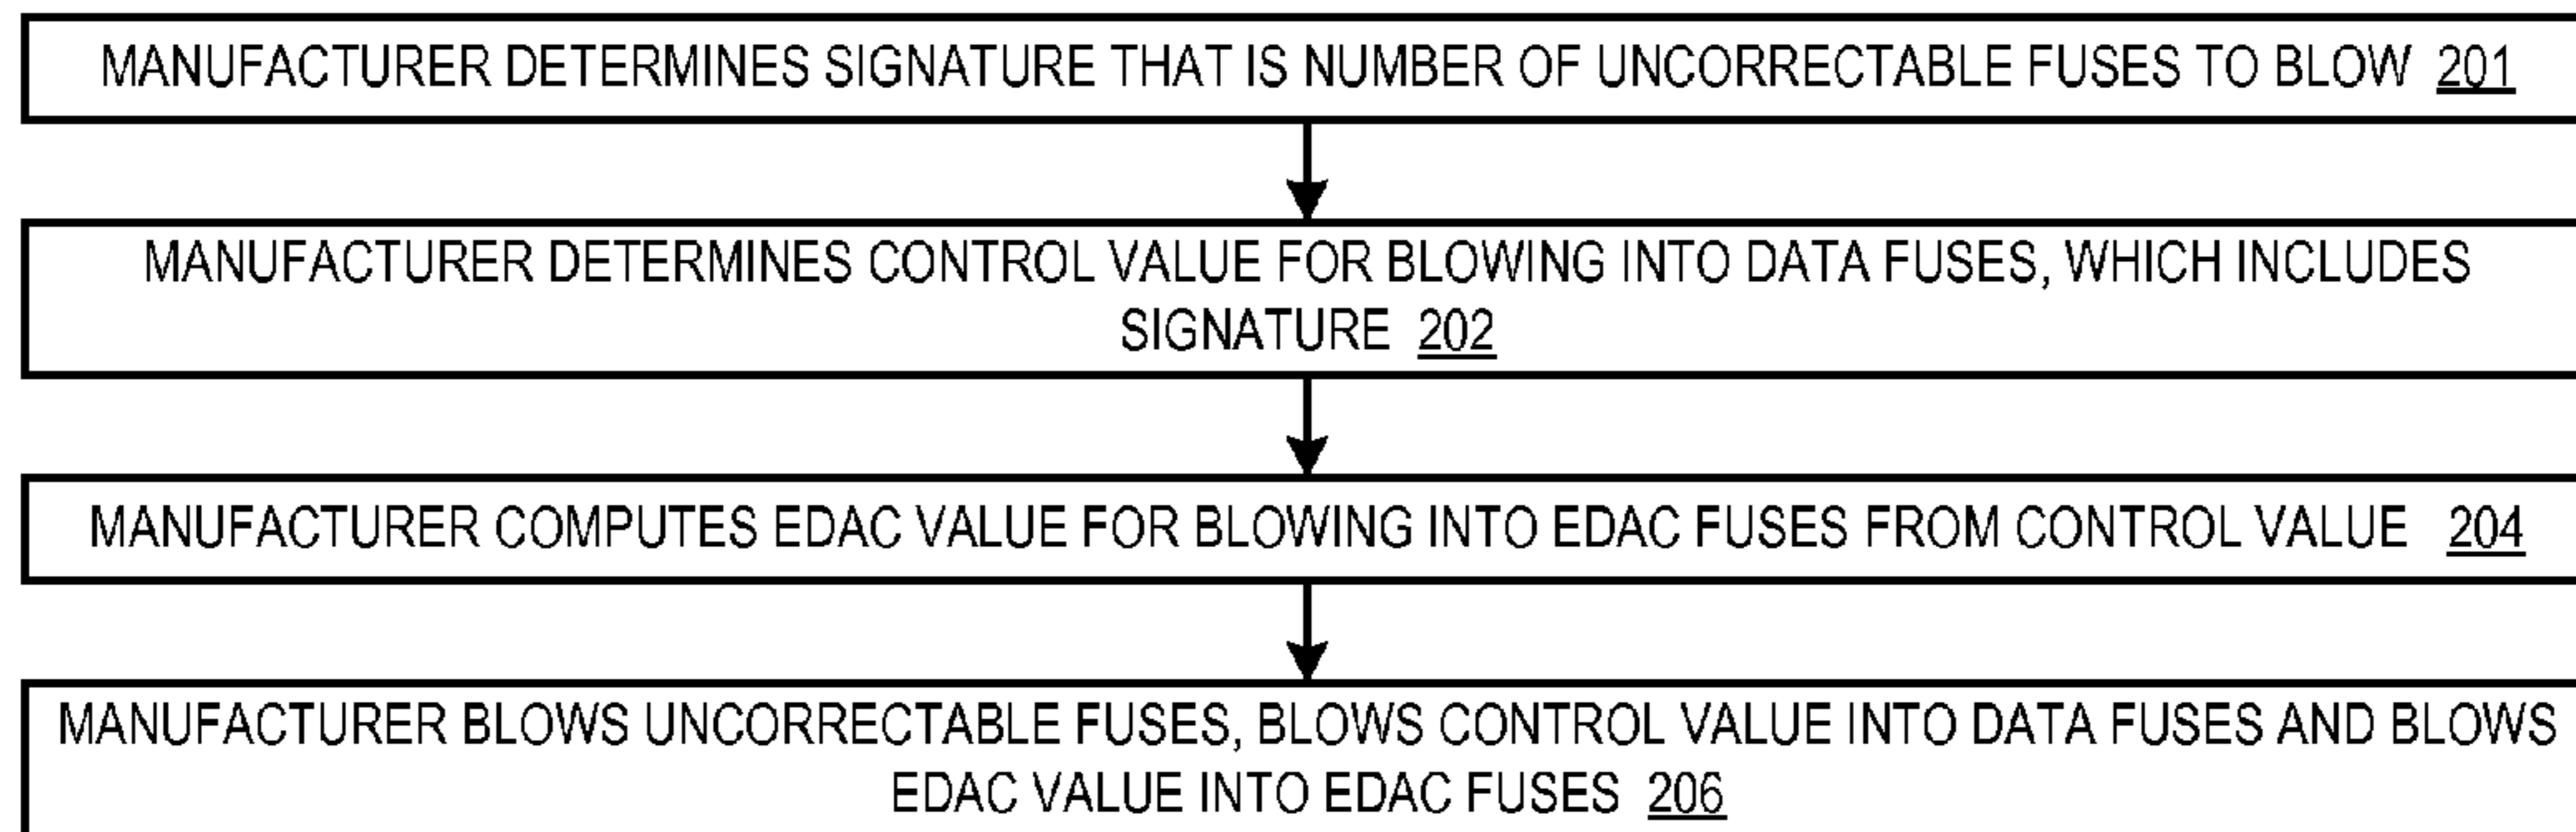 MANUFACTURER DETERMINES SIGNATURE THAT IS NUMBER OF UNCORRECTABLE FUSES TO BLOW 201
MANUFACTURER DETERMINES CONTROL VALUE FOR BLOWING INTO DATA FUSES, WHICH INCLUDES
SIGNATURE 202
MANUFACTURER COMPUTES EDAC VALUE FOR BLOWING INTO EDAC FUSES FROM CONTROL VALUE 204
MANUFACTURER BLOWS UNCORRECTABLE FUSES, BLOWS CONTROL VALUE INTO DATA FUSES AND BLOWS
EDAC VALUE INTO EDAC FUSES 206